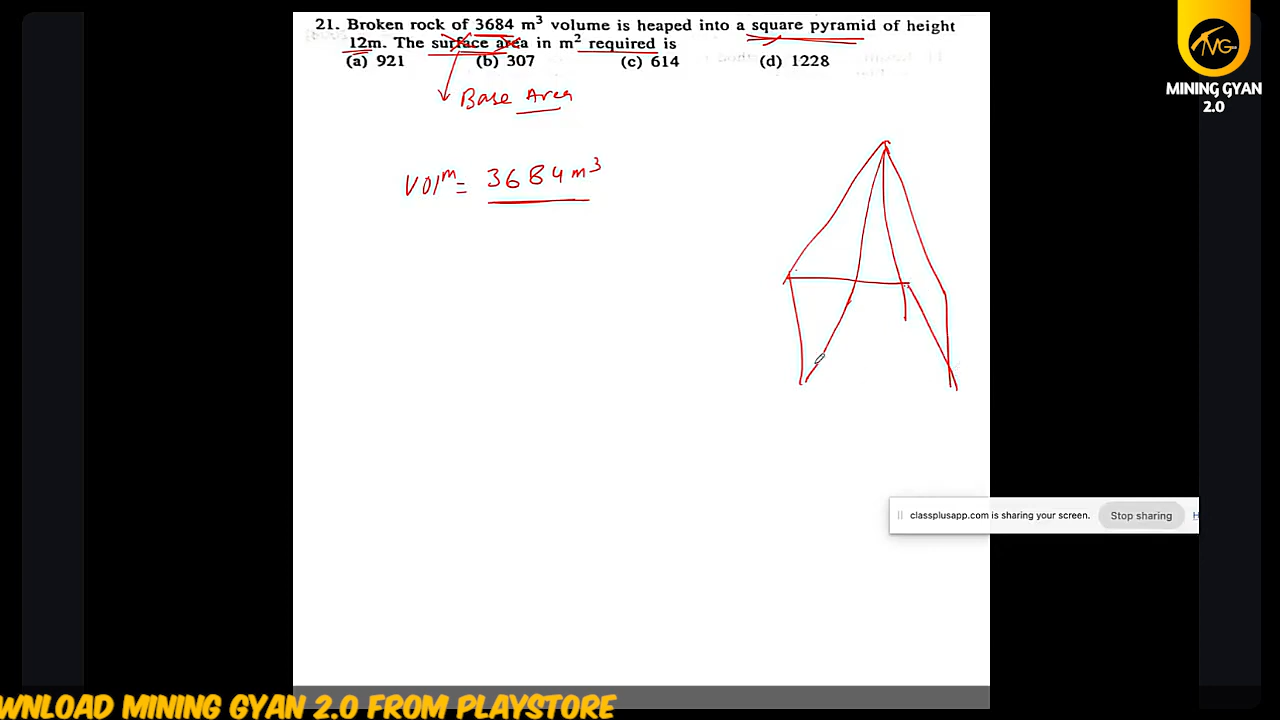 21. Broken rock of 3684 m³ volume is heaped into a square pyramid of height
12m. The surface area in m² required is
(a) 921 (b) 307 (c) 614 (d) 1228
Base Area
Volᵐ = 3684 m³
MINING GYAN
2.0
classplusapp.com is sharing your screen.
Stop sharing
H
WNLOAD MINING GYAN 2.0 FROM PLAYSTORE